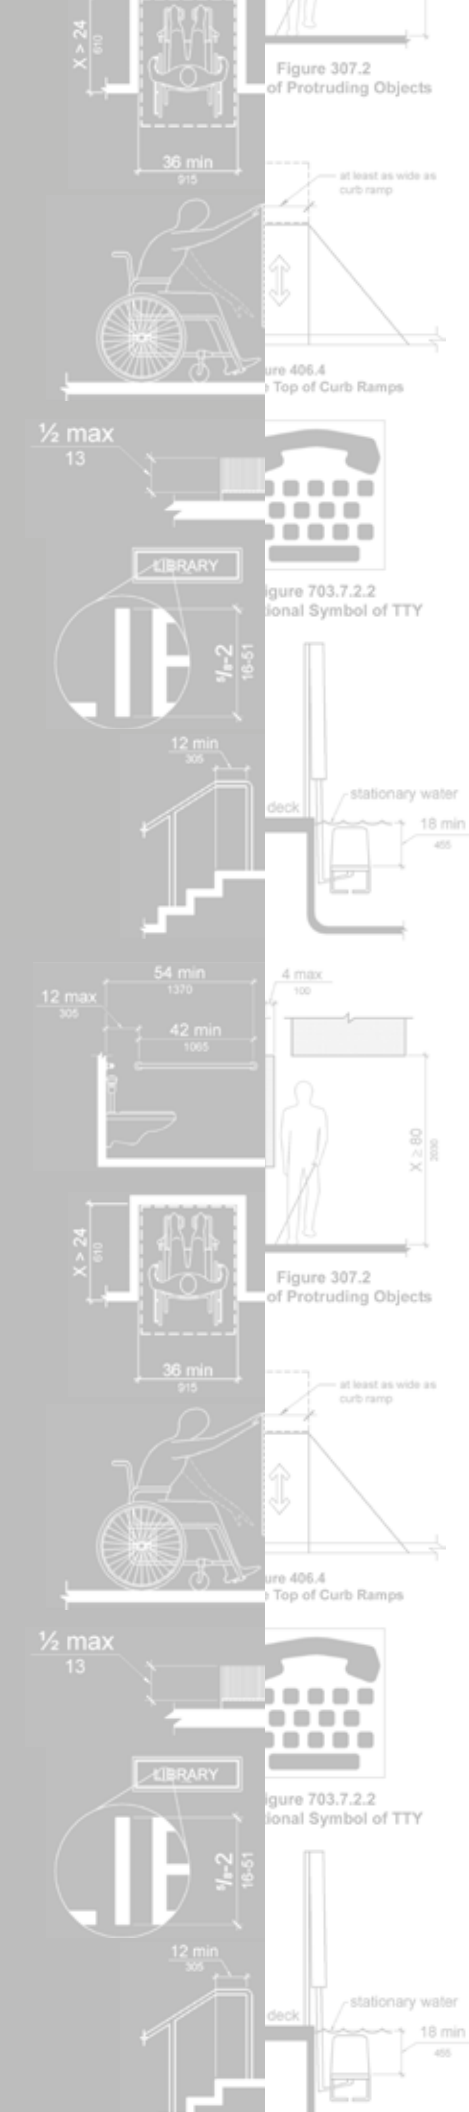 X > 24
610
36 min
915
Figure 307.2
of Protruding Objects
at least as wide as
curb ramp
ure 406.4
Top of Curb Ramps
½ max
13
LIBRARY
⅝-2
16-51
igure 703.7.2.2
ional Symbol of TTY
12 min
305
deck
stationary water
18 min
455
54 min
1370
12 max
305
42 min
1065
4 max
100
X ≥ 80
2030
X > 24
610
36 min
915
Figure 307.2
of Protruding Objects
at least as wide as
curb ramp
ure 406.4
Top of Curb Ramps
½ max
13
LIBRARY
⅝-2
16-51
igure 703.7.2.2
ional Symbol of TTY
12 min
305
deck
stationary water
18 min
455